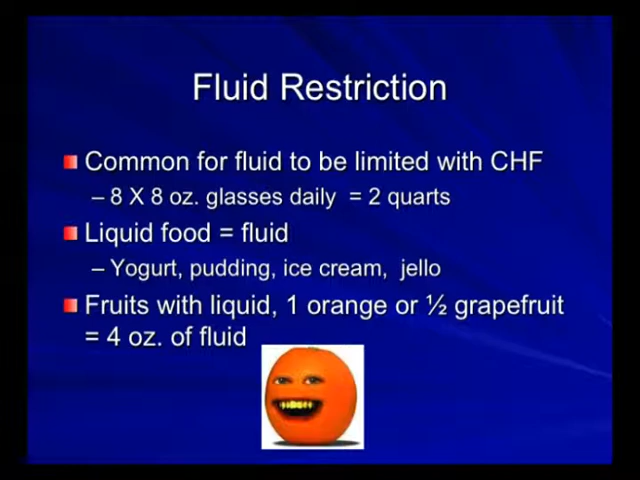 Fluid Restriction
Common for fluid to be limited with CHF
– 8 X 8 oz. glasses daily = 2 quarts
Liquid food = fluid
– Yogurt, pudding, ice cream, jello
Fruits with liquid, 1 orange or ½ grapefruit
= 4 oz. of fluid